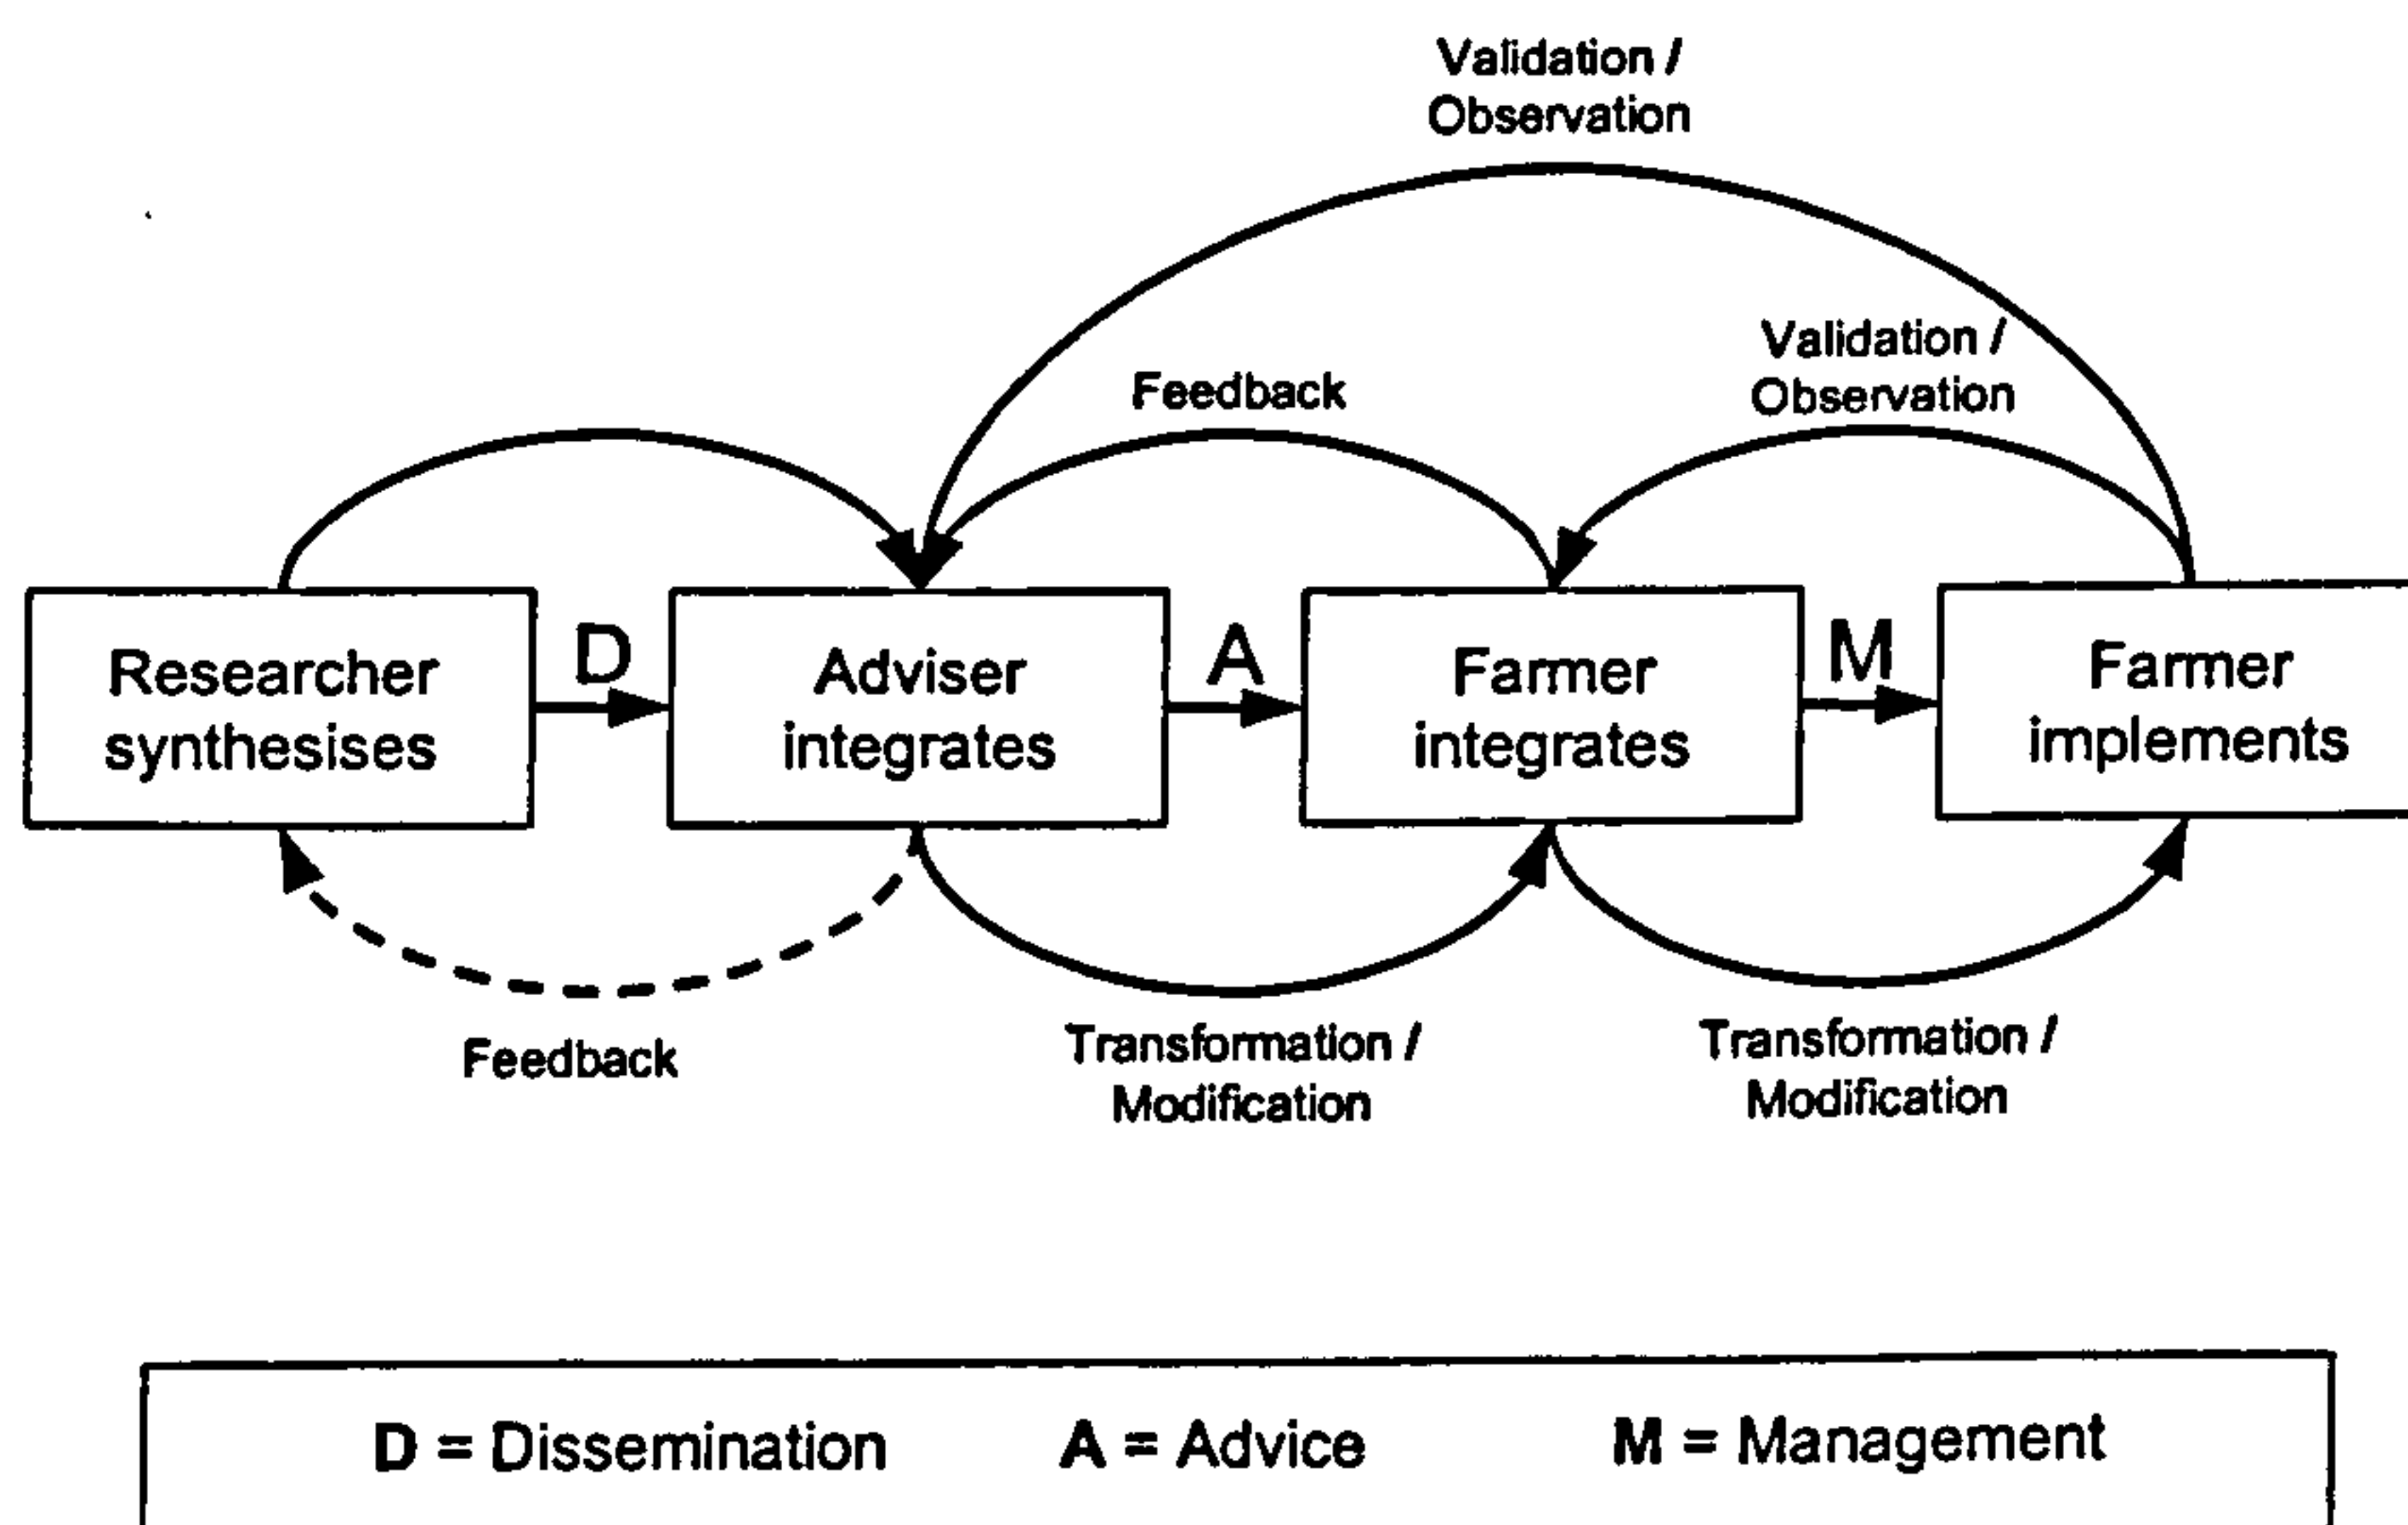 Validation /
Observation
Validation /
Observation
Feedback
D
A
M
Researcher
synthesises
Adviser
integrates
Farmer
integrates
Farmer
implements
Feedback
Transformation /
Modification
Transformation /
Modification
D = Dissemination
A = Advice
M = Management